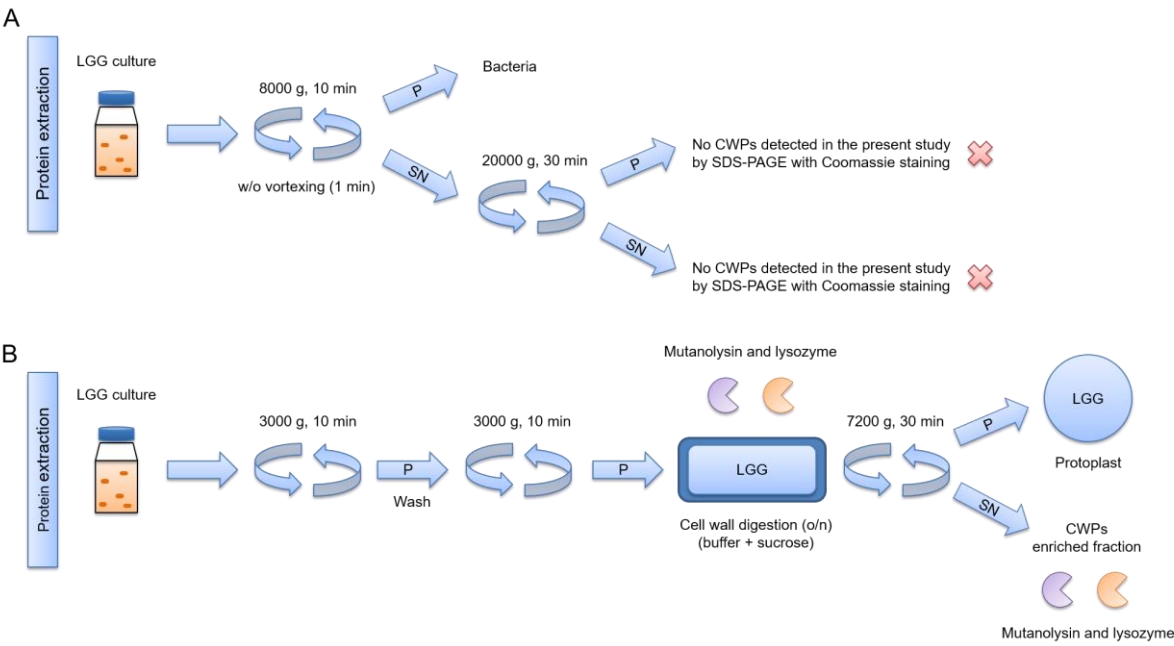 A
Protein extraction
LGG culture
8000 g, 10 min
w/o vortexing (1 min)
P
Bacteria
SN
20000 g, 30 min
P
No CWPs detected in the present study
by SDS-PAGE with Coomassie staining
SN
No CWPs detected in the present study
by SDS-PAGE with Coomassie staining
B
Protein extraction
LGG culture
3000 g, 10 min
P
Wash
3000 g, 10 min
P
Mutanolysin and lysozyme
LGG
Cell wall digestion (o/n)
(buffer + sucrose)
7200 g, 30 min
P
LGG
Protoplast
SN
CWPs
enriched fraction
Mutanolysin and lysozyme